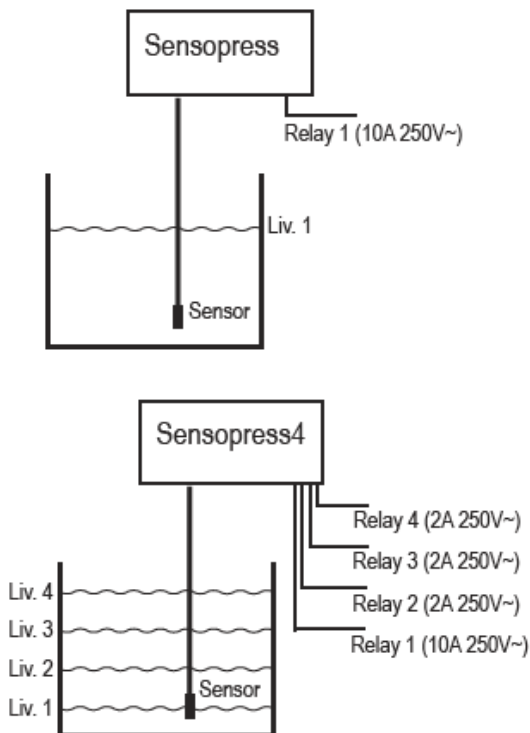 Sensopress
Relay 1 (10A 250V~)
Liv. 1
Sensor
Sensopress4
Relay 4 (2A 250V~)
Relay 3 (2A 250V~)
Liv. 4
Relay 2 (2A 250V~)
Liv. 3
Relay 1 (10A 250V~)
Liv. 2
Sensor
Liv. 1